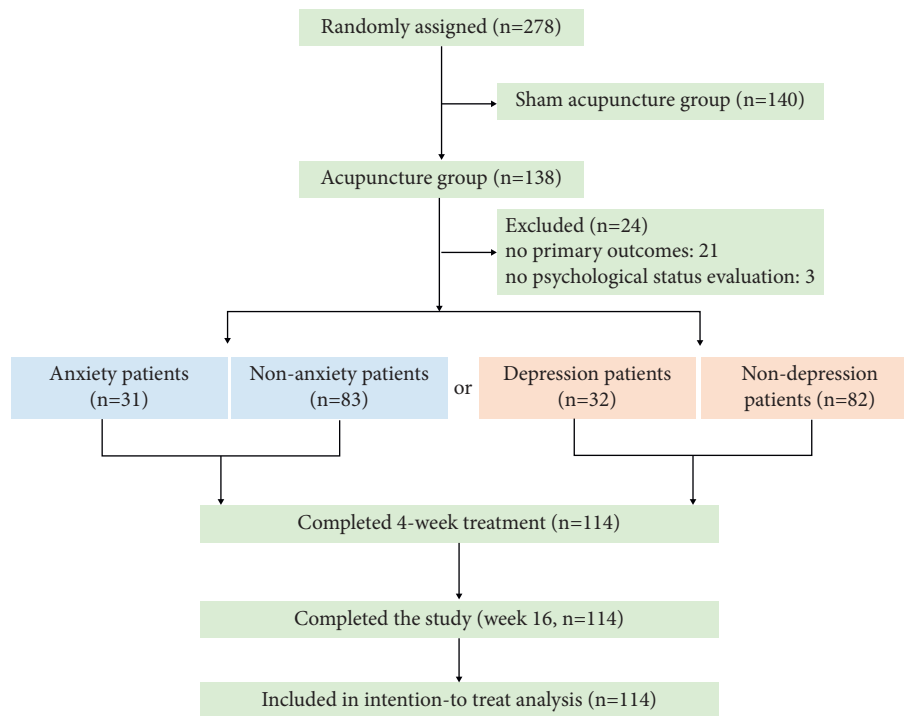 Randomly assigned (n=278)
Sham acupuncture group (n=140)
Acupuncture group (n=138)
Excluded (n=24)
no primary outcomes: 21
no psychological status evaluation: 3
Anxiety patients
(n=31)
Non-anxiety patients
(n=83)
or
Depression patients
(n=32)
Non-depression
patients (n=82)
Completed 4-week treatment (n=114)
Completed the study (week 16, n=114)
Included in intention-to treat analysis (n=114)